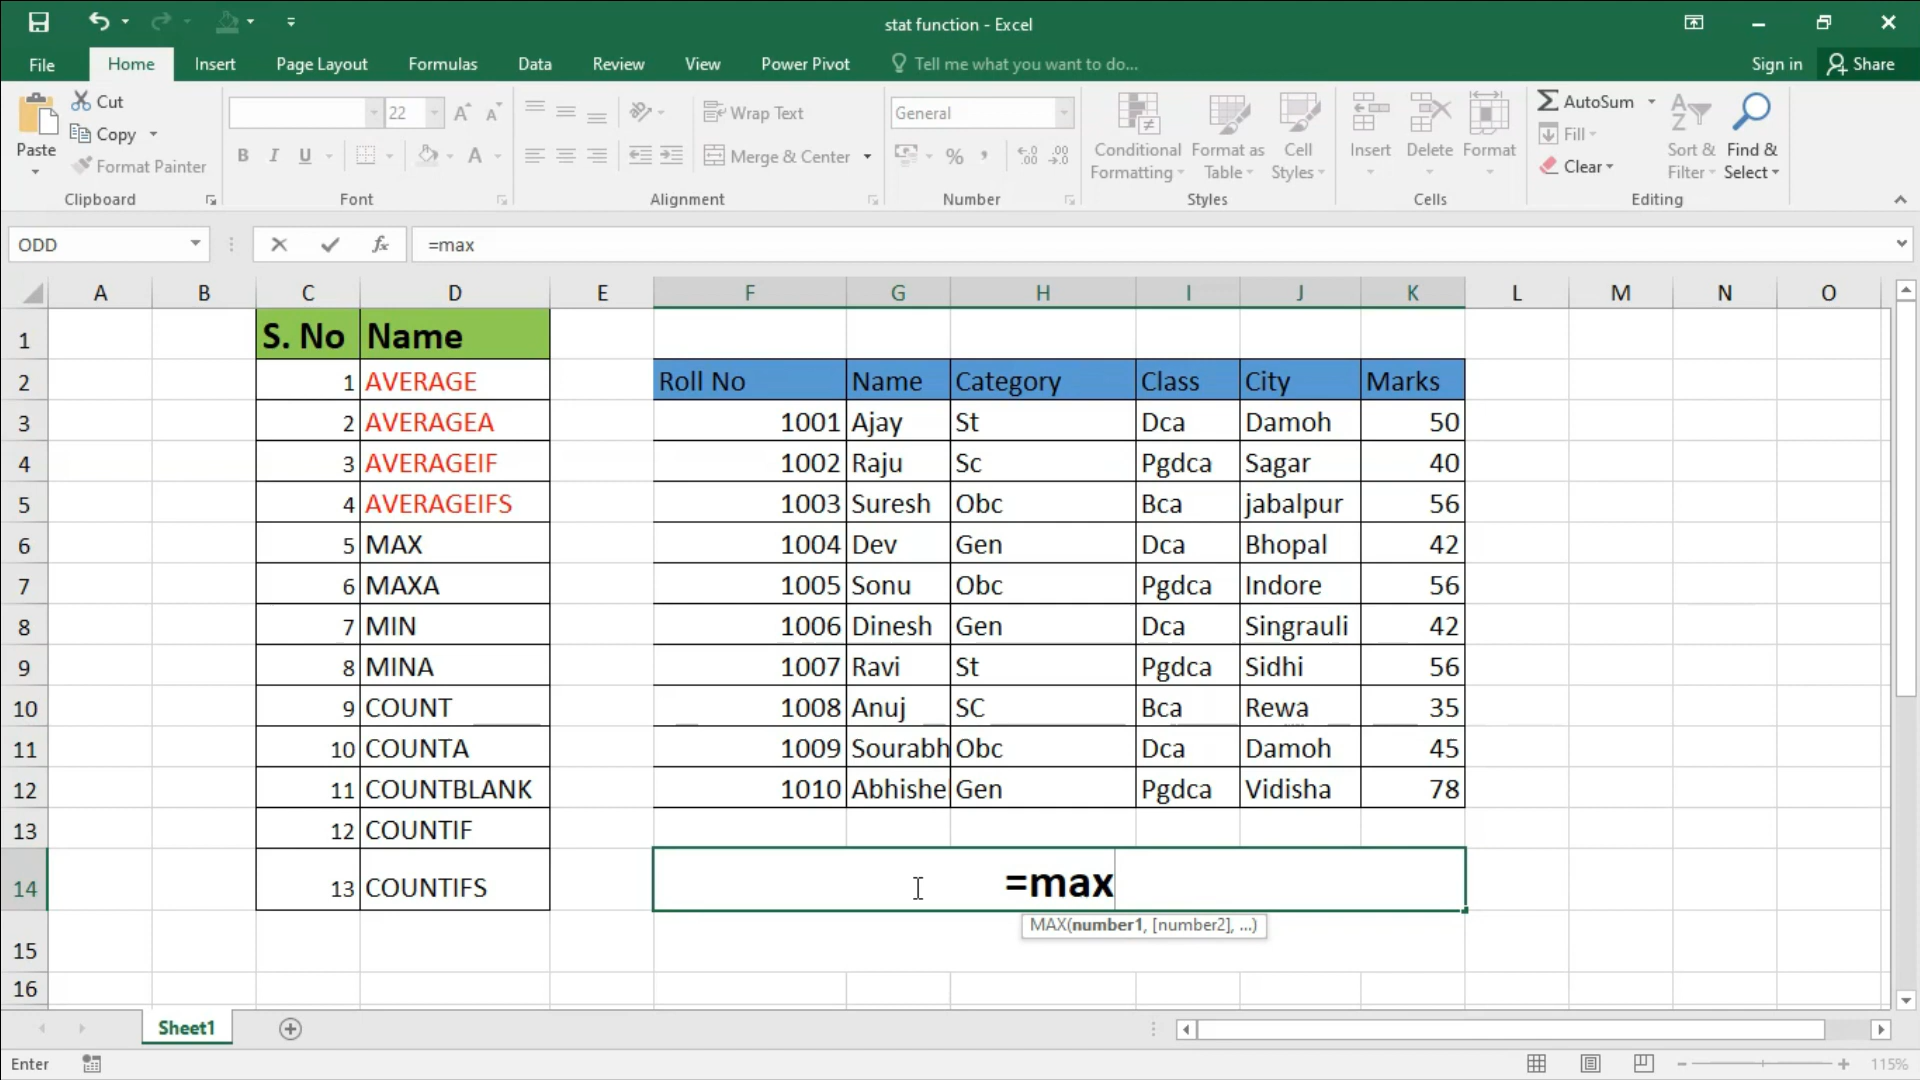 stat function - Excel
File Home Insert Page Layout Formulas Data Review View Power Pivot Tell me what you want to do... Sign in Share
Paste
Cut
Copy
Format Painter
Clipboard
22
B I U A
Font
Wrap Text
Merge & Center
Alignment
General
%
Number
Conditional Formatting
Format as Table
Cell Styles
Styles
Insert Delete Format
Cells
AutoSum
Fill
Clear
Sort & Filter
Find & Select
Editing
ODD fx =max
A B C D E F G H I J K L M N O
1 S. No Name
2 1 AVERAGE Roll No Name Category Class City Marks
3 2 AVERAGEA 1001 Ajay St Dca Damoh 50
4 3 AVERAGEIF 1002 Raju Sc Pgdca Sagar 40
5 4 AVERAGEIFS 1003 Suresh Obc Bca jabalpur 56
6 5 MAX 1004 Dev Gen Dca Bhopal 42
7 6 MAXA 1005 Sonu Obc Pgdca Indore 56
8 7 MIN 1006 Dinesh Gen Dca Singrauli 42
9 8 MINA 1007 Ravi St Pgdca Sidhi 56
10 9 COUNT 1008 Anuj SC Bca Rewa 35
11 10 COUNTA 1009 Sourabh Obc Dca Damoh 45
12 11 COUNTBLANK 1010 Abhishe Gen Pgdca Vidisha 78
13 12 COUNTIF
14 13 COUNTIFS =max
MAX(number1, [number2], ...)
15
16
Sheet1
Enter 115%